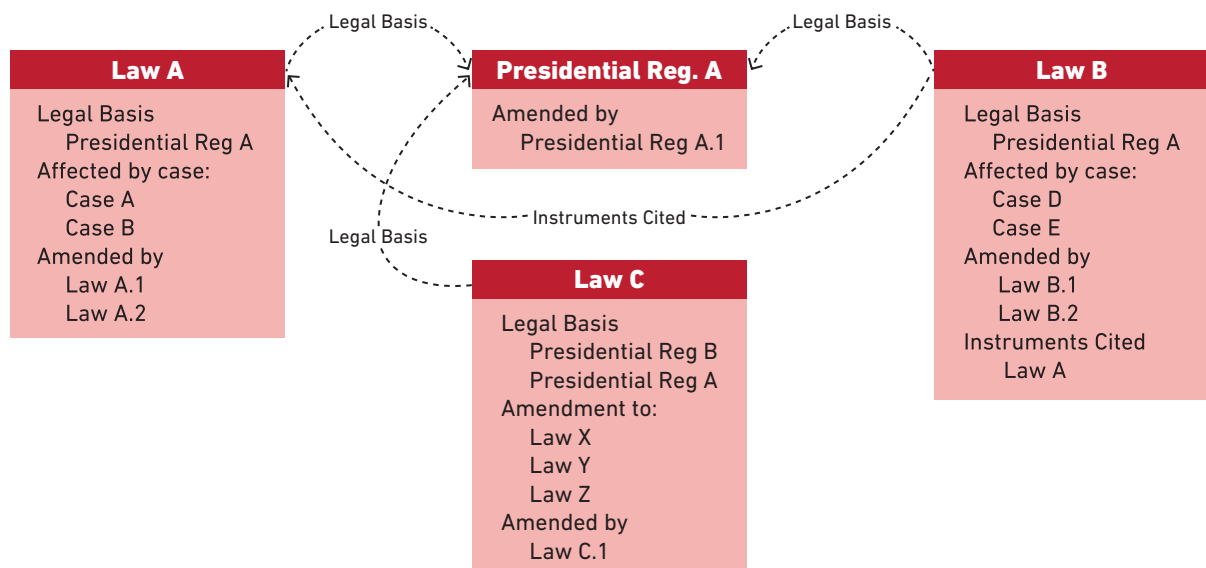 Legal Basis
Legal Basis
Law A
Legal Basis
Presidential Reg A
Affected by case:
Case A
Case B
Amended by
Law A.1
Law A.2
Presidential Reg. A
Amended by
Presidential Reg A.1
Law B
Legal Basis
Presidential Reg A
Affected by case:
Case D
Case E
Amended by
Law B.1
Law B.2
Instruments Cited
Law A
Instruments Cited
Legal Basis
Law C
Legal Basis
Presidential Reg B
Presidential Reg A
Amendment to:
Law X
Law Y
Law Z
Amended by
Law C.1